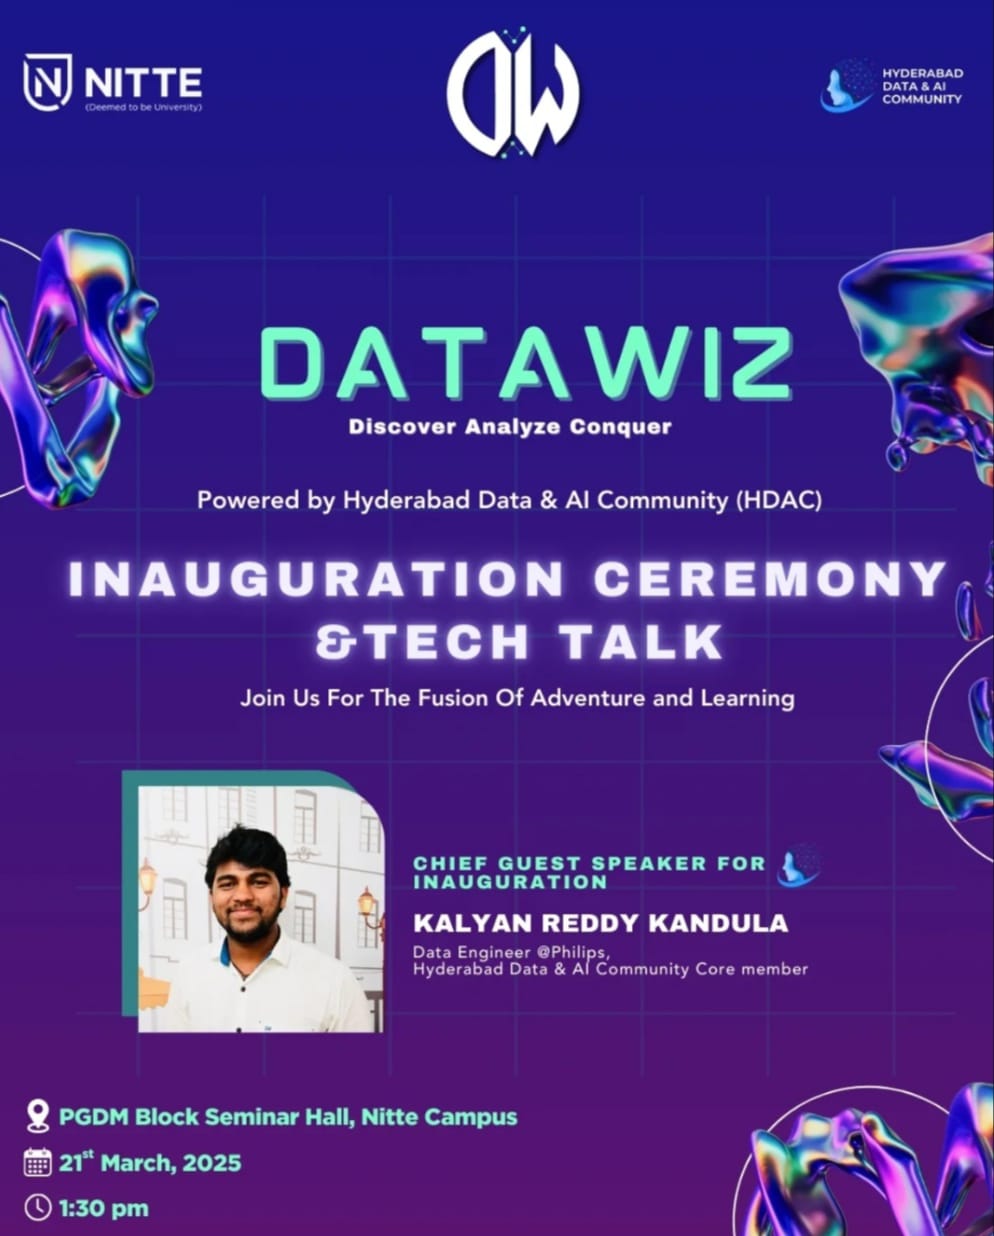 NITTE
(Deemed to be University)
DW
HYDERABAD
DATA & AI
COMMUNITY
DATAWIZ
Discover Analyze Conquer
Powered by Hyderabad Data & AI Community (HDAC)
INAUGURATION CEREMONY
&TECH TALK
Join Us For The Fusion Of Adventure and Learning
CHIEF GUEST SPEAKER FOR
INAUGURATION
KALYAN REDDY KANDULA
Data Engineer @Philips,
Hyderabad Data & AI Community Core member
PGDM Block Seminar Hall, Nitte Campus
21st March, 2025
1:30 pm